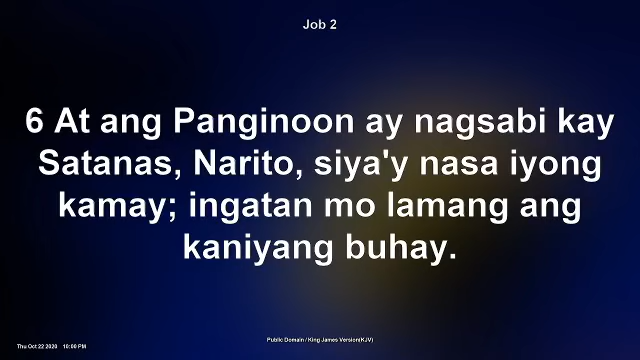 Job 2
6 At ang Panginoon ay nagsabi kay
Satanas, Narito, siya'y nasa iyong
kamay; ingatan mo lamang ang
kaniyang buhay.
Public Domain / King James Version(KJV)
Thu Oct 22 2020 10:00 PM